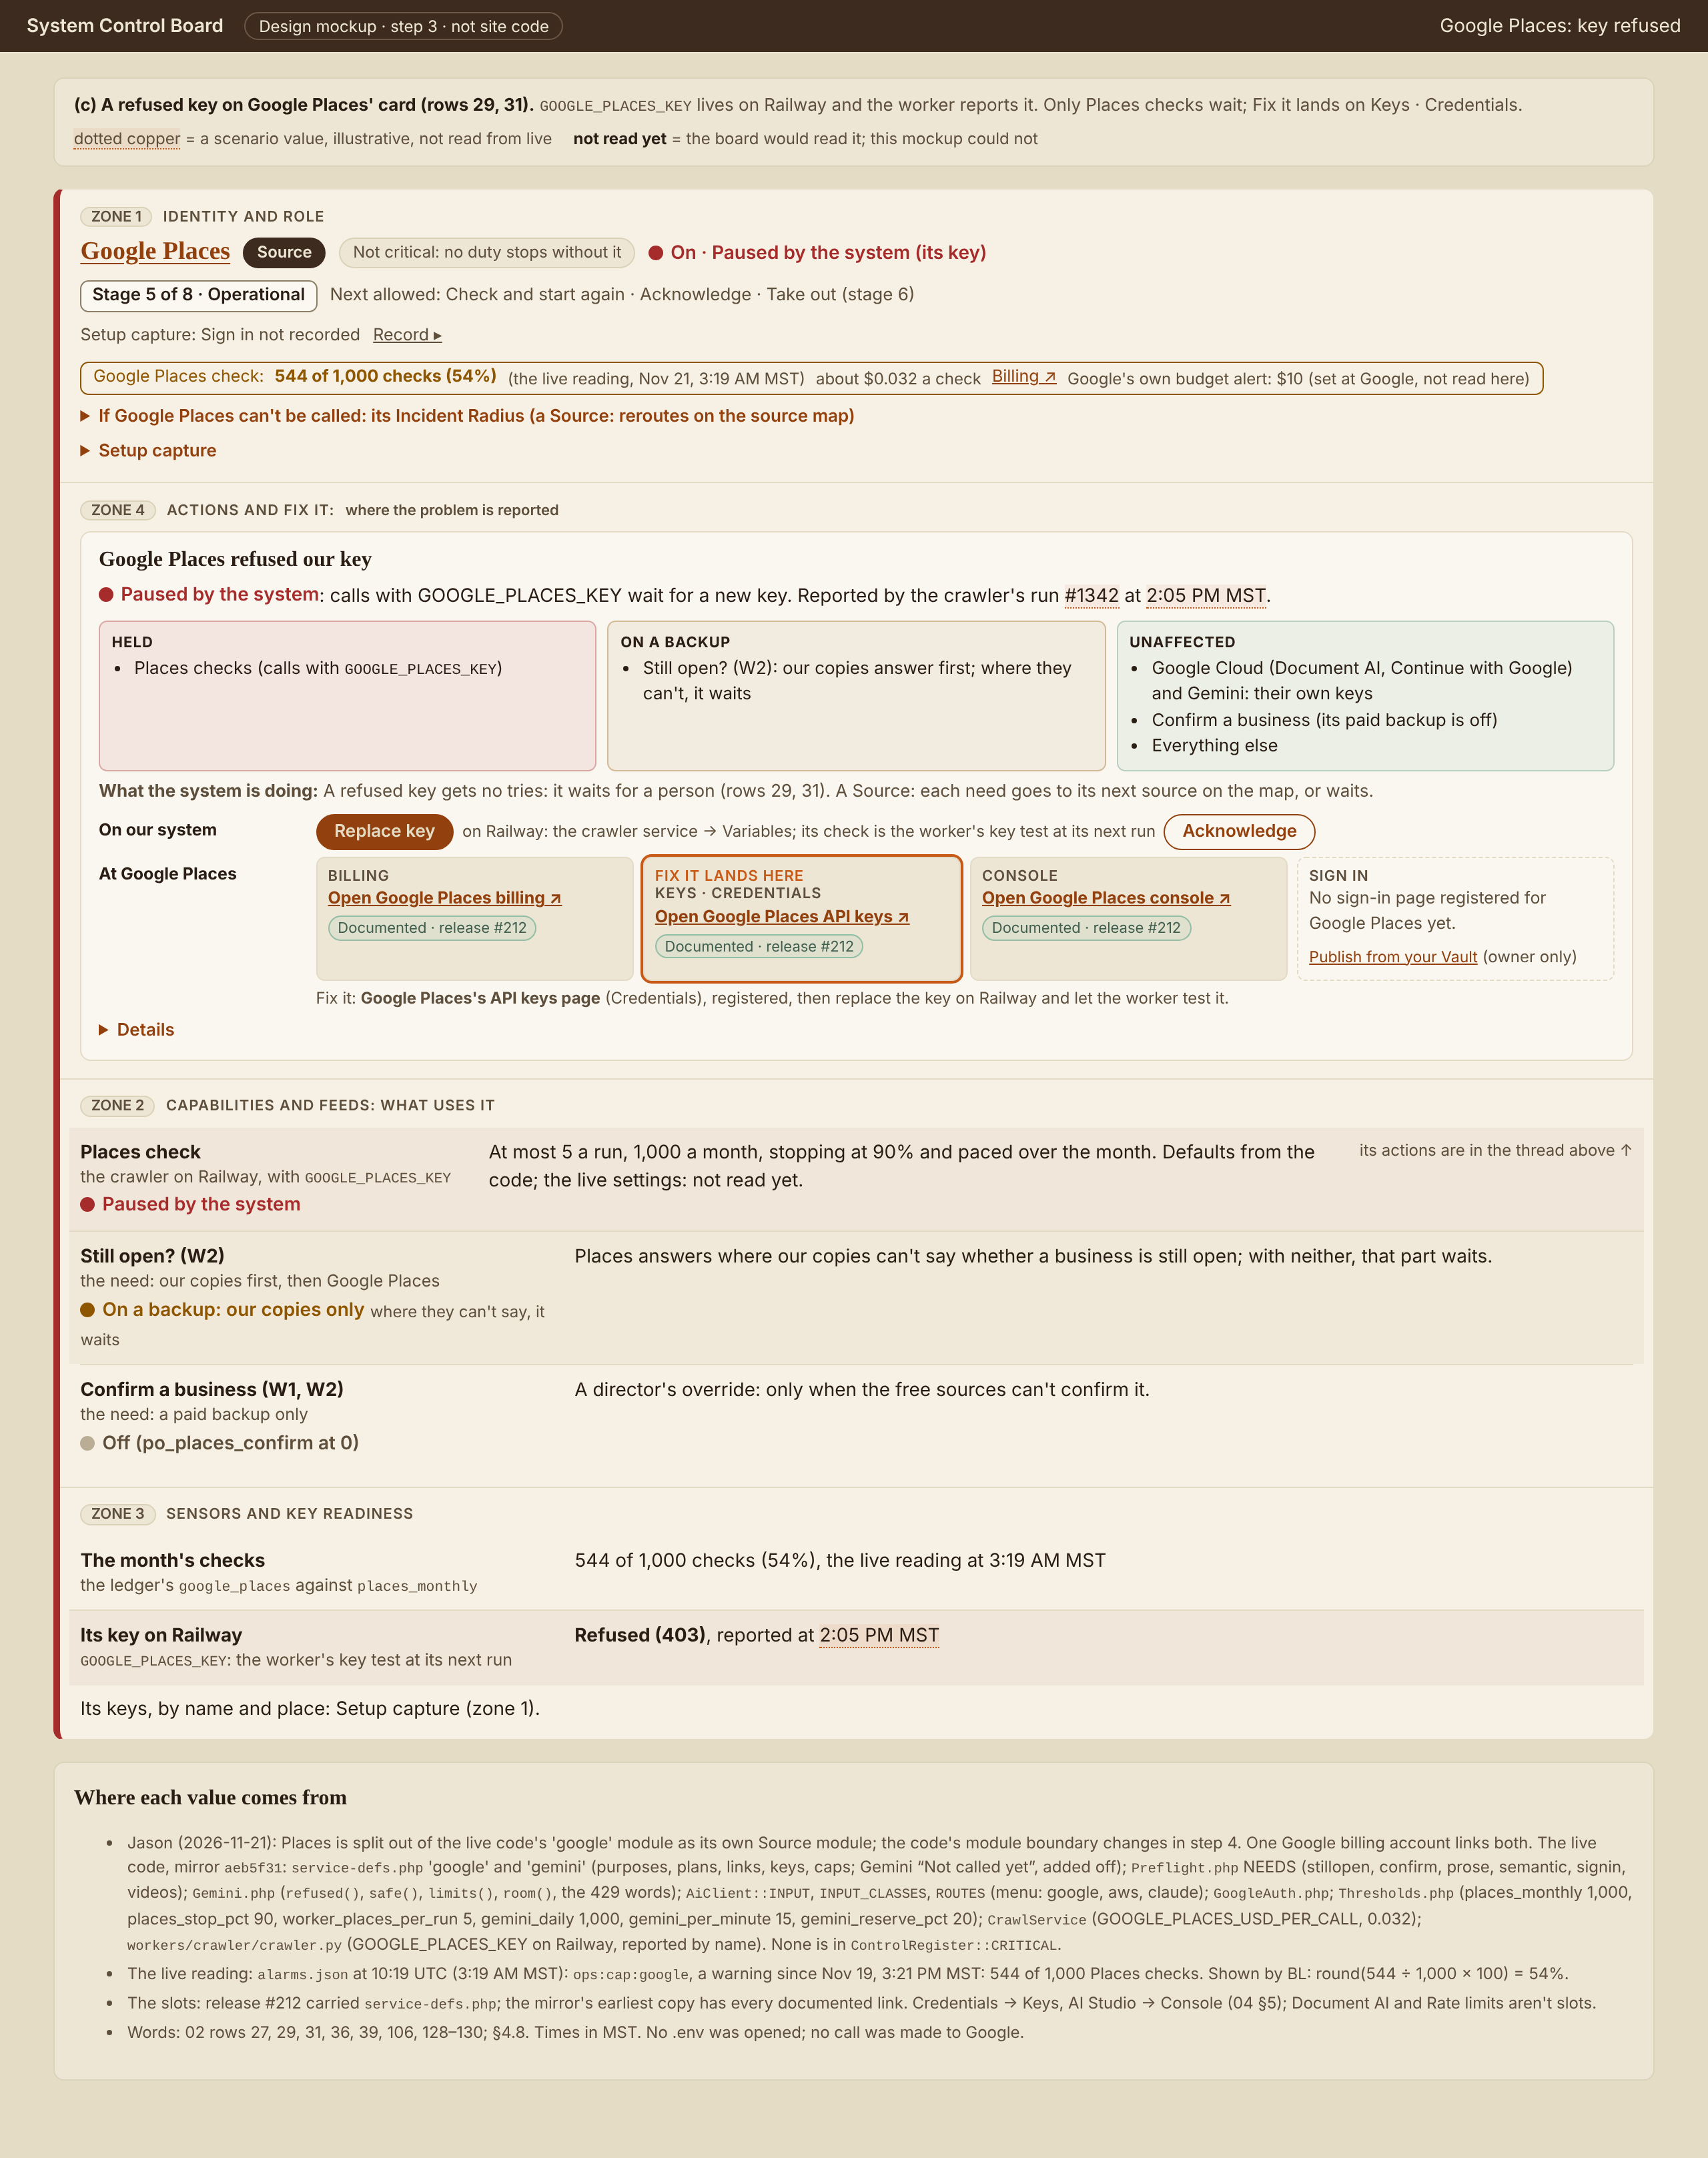 System Control Board
Design mockup · step 3 · not site code
Google Places: key refused
(c) A refused key on Google Places' card (rows 29, 31). GOOGLE_PLACES_KEY lives on Railway and the worker reports it. Only Places checks wait; Fix it lands on Keys · Credentials.
dotted copper = a scenario value, illustrative, not read from live not read yet = the board would read it; this mockup could not
ZONE 1 IDENTITY AND ROLE
Google Places Source Not critical: no duty stops without it On · Paused by the system (its key)
Stage 5 of 8 · Operational Next allowed: Check and start again · Acknowledge · Take out (stage 6)
Setup capture: Sign in not recorded Record ▸
Google Places check: 544 of 1,000 checks (54%) (the live reading, Nov 21, 3:19 AM MST) about $0.032 a check Billing ↗ Google's own budget alert: $10 (set at Google, not read here)
▶ If Google Places can't be called: its Incident Radius (a Source: reroutes on the source map)
▶ Setup capture
ZONE 4 ACTIONS AND FIX IT: where the problem is reported
Google Places refused our key
Paused by the system: calls with GOOGLE_PLACES_KEY wait for a new key. Reported by the crawler's run #1342 at 2:05 PM MST.
HELD
• Places checks (calls with GOOGLE_PLACES_KEY)
ON A BACKUP
• Still open? (W2): our copies answer first; where they
can't, it waits
UNAFFECTED
• Google Cloud (Document AI, Continue with Google)
and Gemini: their own keys
• Confirm a business (its paid backup is off)
• Everything else
What the system is doing: A refused key gets no tries: it waits for a person (rows 29, 31). A Source: each need goes to its next source on the map, or waits.
On our system Replace key on Railway: the crawler service → Variables; its check is the worker's key test at its next run Acknowledge
At Google Places
BILLING
Open Google Places billing ↗
Documented · release #212
FIX IT LANDS HERE
KEYS · CREDENTIALS
Open Google Places API keys ↗
Documented · release #212
CONSOLE
Open Google Places console ↗
Documented · release #212
SIGN IN
No sign-in page registered for
Google Places yet.
Publish from your Vault (owner only)
Fix it: Google Places's API keys page (Credentials), registered, then replace the key on Railway and let the worker test it.
▶ Details
ZONE 2 CAPABILITIES AND FEEDS: WHAT USES IT
Places check
the crawler on Railway, with GOOGLE_PLACES_KEY
Paused by the system
At most 5 a run, 1,000 a month, stopping at 90% and paced over the month. Defaults from the
code; the live settings: not read yet.
its actions are in the thread above ↑
Still open? (W2)
the need: our copies first, then Google Places
On a backup: our copies only where they can't say, it
waits
Places answers where our copies can't say whether a business is still open; with neither, that part waits.
Confirm a business (W1, W2)
the need: a paid backup only
Off (po_places_confirm at 0)
A director's override: only when the free sources can't confirm it.
ZONE 3 SENSORS AND KEY READINESS
The month's checks
the ledger's google_places against places_monthly
544 of 1,000 checks (54%), the live reading at 3:19 AM MST
Its key on Railway
GOOGLE_PLACES_KEY: the worker's key test at its next run
Refused (403), reported at 2:05 PM MST
Its keys, by name and place: Setup capture (zone 1).
Where each value comes from
• Jason (2026-11-21): Places is split out of the live code's 'google' module as its own Source module; the code's module boundary changes in step 4. One Google billing account links both. The live
code, mirror aeb5f31: service-defs.php 'google' and 'gemini' (purposes, plans, links, keys, caps; Gemini “Not called yet”, added off); Preflight.php NEEDS (stillopen, confirm, prose, semantic, signin,
videos); Gemini.php (refused(), safe(), limits(), room(), the 429 words); AiClient::INPUT, INPUT_CLASSES, ROUTES (menu: google, aws, claude); GoogleAuth.php; Thresholds.php (places_monthly 1,000,
places_stop_pct 90, worker_places_per_run 5, gemini_daily 1,000, gemini_per_minute 15, gemini_reserve_pct 20); CrawlService (GOOGLE_PLACES_USD_PER_CALL, 0.032);
workers/crawler/crawler.py (GOOGLE_PLACES_KEY on Railway, reported by name). None is in ControlRegister::CRITICAL.
• The live reading: alarms.json at 10:19 UTC (3:19 AM MST): ops:cap:google, a warning since Nov 19, 3:21 PM MST: 544 of 1,000 Places checks. Shown by BL: round(544 ÷ 1,000 × 100) = 54%.
• The slots: release #212 carried service-defs.php; the mirror's earliest copy has every documented link. Credentials → Keys, AI Studio → Console (04 §5); Document AI and Rate limits aren't slots.
• Words: 02 rows 27, 29, 31, 36, 39, 106, 128–130; §4.8. Times in MST. No .env was opened; no call was made to Google.